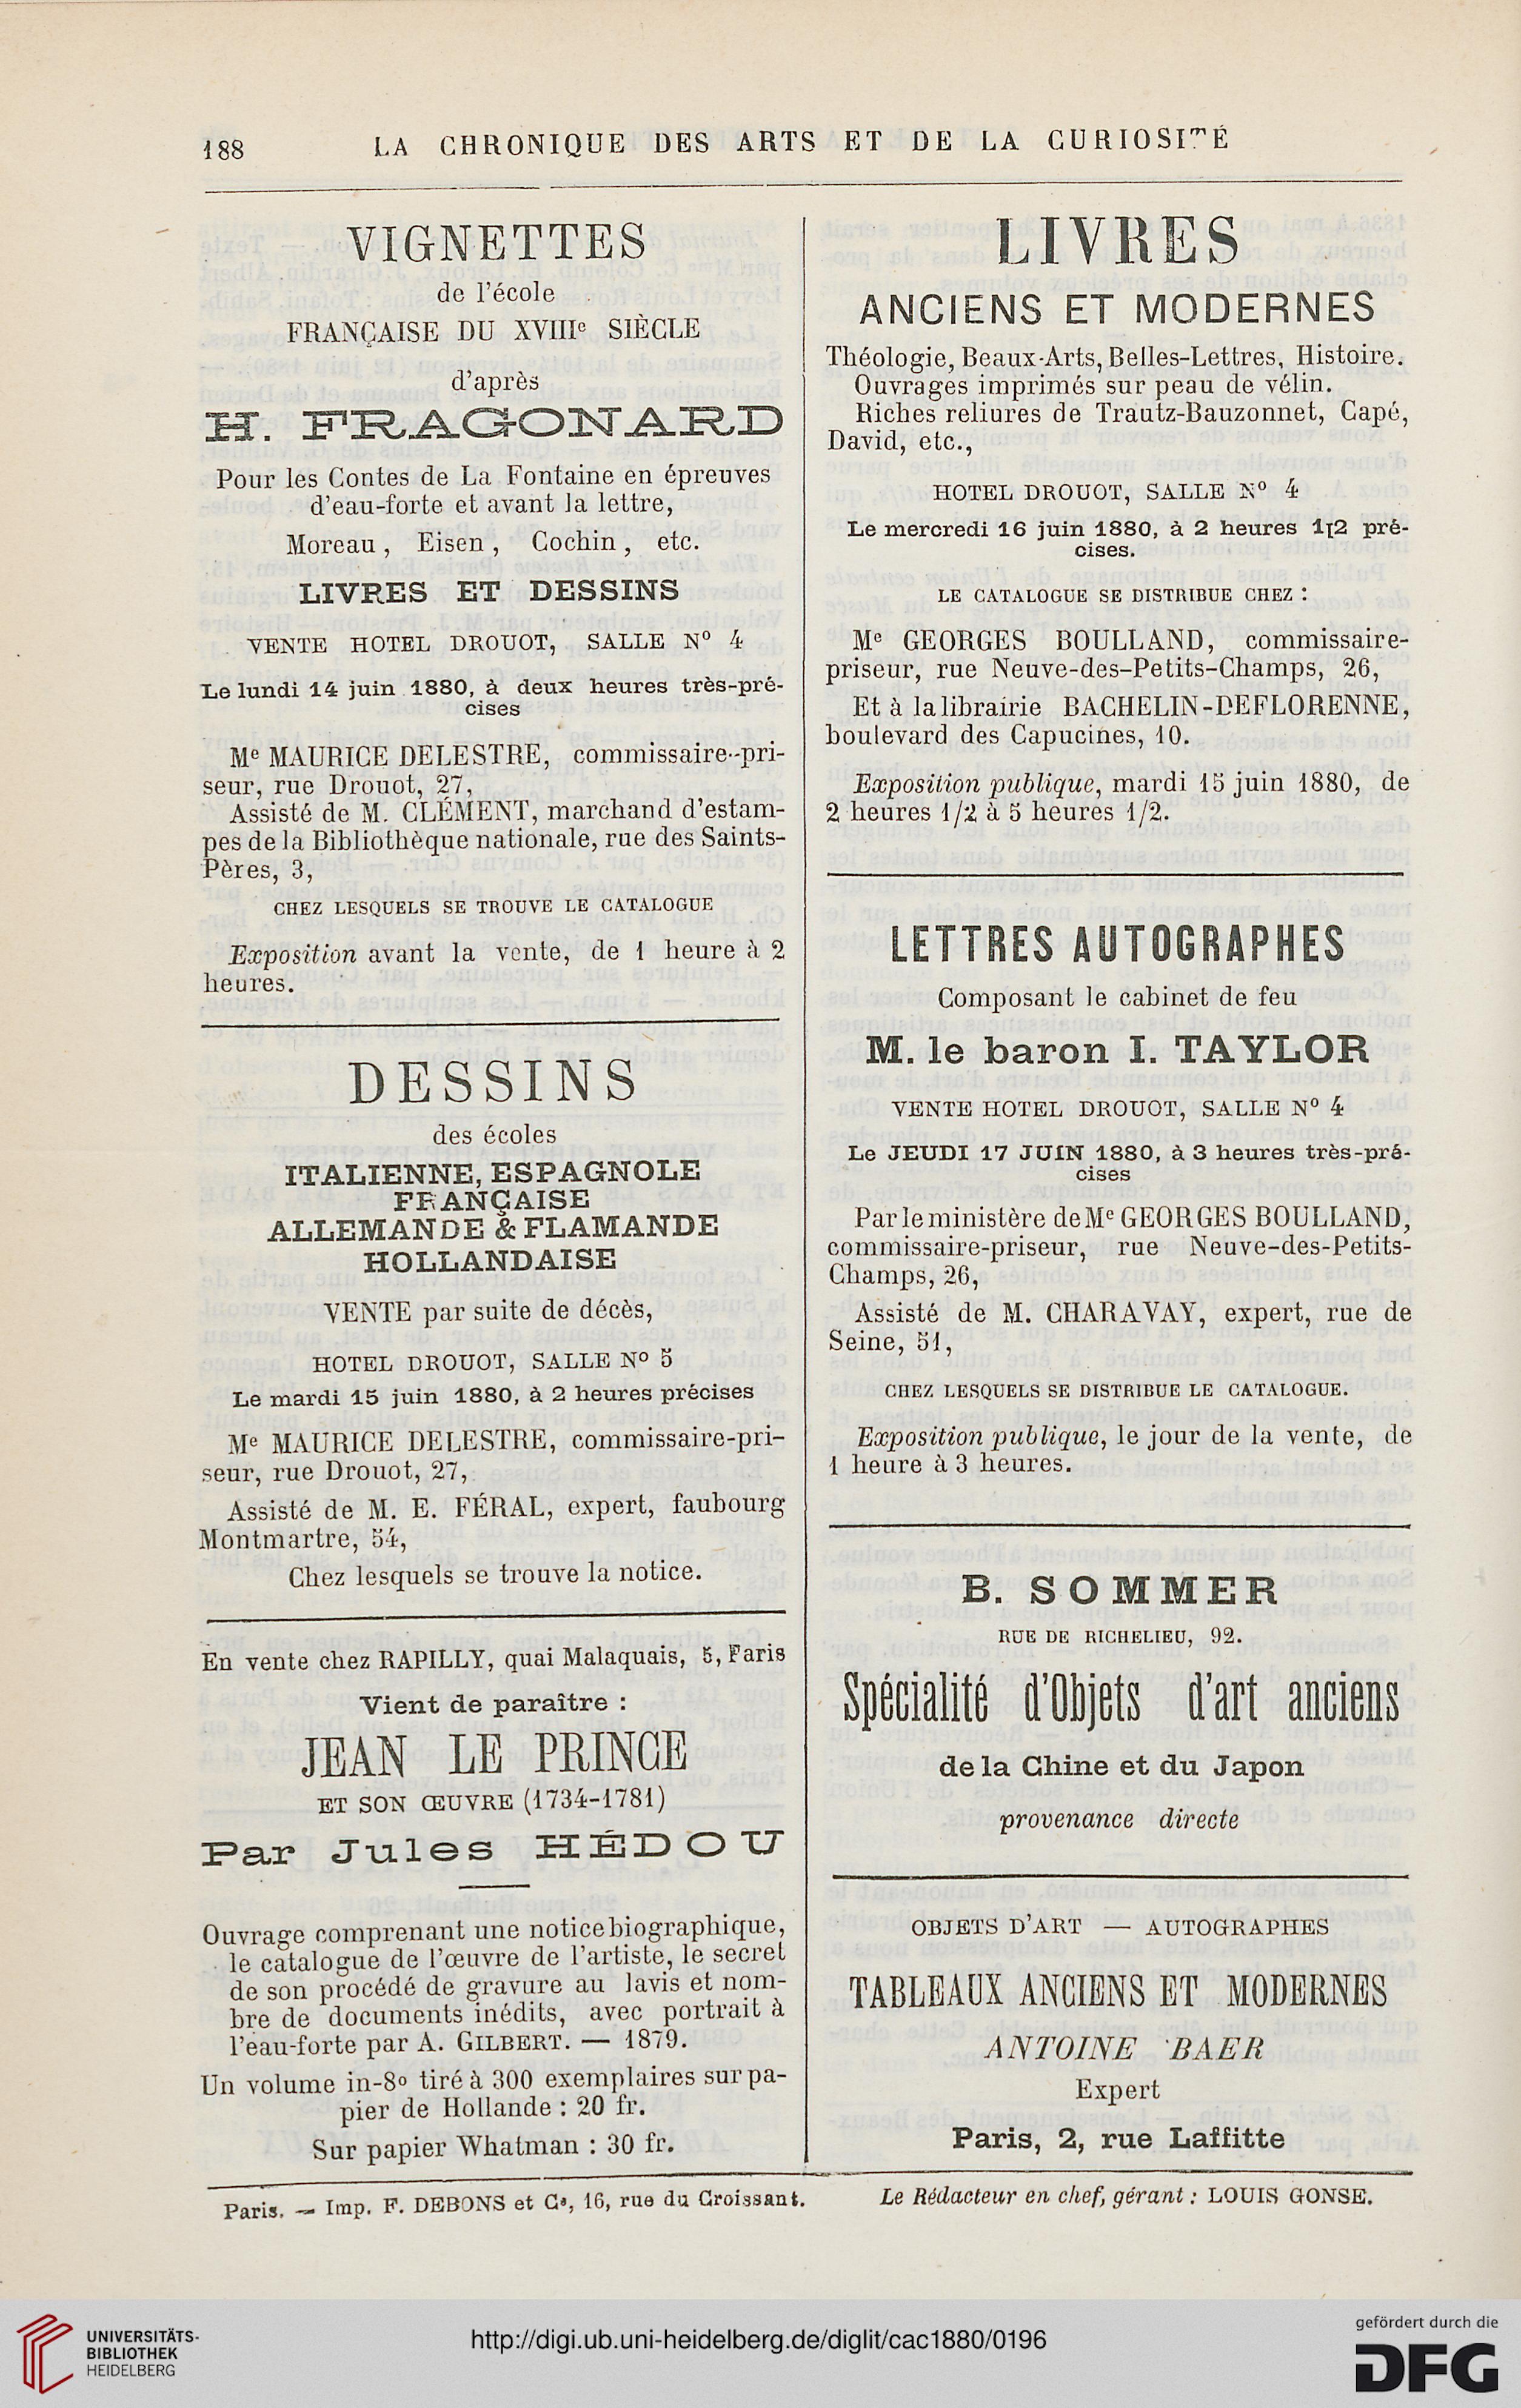 188 LA CHRONIQUE DES ARTS ET DE LA CURIOSITÉ
VIGNETTES
de l'école
FRANÇAISE DU XVIIIe SIÈCLE
d'après
H. FRAGONARD
Pour les Contes de La Fontaine en épreuves
d'eau-forte et avant la lettre,
Moreau, Eisen, Cochin, etc.
LIVRES ET DESSINS
VENTE HOTEL DROUOT, SALLE N° 4
Le lundi 14 juin 1880, à deux heures très-pré-
cises
Me MAURICE DELESTRE, commissaire-pri-
seur, rue Drouot, 27,
Assisté de M. CLÉMENT, marchand d'estam-
pes de la Bibliothèque nationale, rue des Saints-
Pères, 3,
CHEZ LESQUELS SE TROUVE LE CATALOGUE
Exposition avant la vente, de 1 heure à 2
heures.
DESSINS
des écoles
ITALIENNE, ESPAGNOLE
FRANÇAISE
ALLEMANDE & FLAMANDE
HOLLANDAISE
VENTE par suite de décès,
HOTEL DROUOT, SALLE N° 5
Le mardi 15 juin 1880, à 2 heures précises
Me MAURICE DELESTRE, commissaire-pri-
seur, rue Drouot, 27,
Assisté de M. E. FÉRAL, expert, faubourg
Montmartre, 54,
Chez lesquels se trouve la notice.
En vente chez RAPILLY, quai Malaquais, 5, Paris
Vient de paraître :
JEAN LE PRINCE
ET SON ŒUVRE (1734-1781)
Par Jules HÉDOU
Ouvrage comprenant une notice biographique,
le catalogue de l'œuvre de l'artiste, le secret
de son procédé de gravure au lavis et nom-
bre de documents inédits, avec portrait à
l'eau-forte par A. GILBERT. — 1879.
Un volume in-8o tiré à 300 exemplaires sur pa-
pier de Hollande : 20 fr.
Sur papier Whatman : 30 fr.
LIVRES
ANCIENS ET MODERNES
Théologie, Beaux-Arts, Belles-Lettres, Histoire.
Ouvrages imprimés sur peau de vélin.
Riches reliures de Trautz-Bauzonnet, Capé,
David, etc.,
HOTEL DROUOT, SALLE N° 4
Le mercredi 16 juin 1880, à 2 heures 1[2 pré-
cises.
LE CATALOGUE SE DISTRIBUE CHEZ :
Me GEORGES BOULLAND, commissaire-
priseur, rue Neuve-des-Petits-Champs, 26,
Et à la librairie BACHELIN-DEFLORENNE,
boulevard des Capucines, 10.
Exposition publique, mardi 15 juin 1880, de
2 heures 1/2 à 5 heures 1/2.
LETTRES AUTOGRAPHES
Composant le cabinet de feu
M. le baron I. TAYLOR
VENTE HOTEL DROUOT, SALLE N° 4
Le JEUDI 17 JUIN 1880, à 3 heures très-pré-
cises
Par le ministère de Me GEORGES BOULLAND,
commissaire-priseur, rue Neuve-des-Petits-
Champs, 26,
Assisté de M. CHARAVAY, expert, rue de
Seine, 51,
CHEZ LESQUELS SE DISTRIBUE LE CATALOGUE.
Exposition publique, le jour de la vente, de
1 heure à 3 heures.
B. SOMMER
RUE DE RICHELIEU, 92.
Spécialité d'Objets d'art anciens
de la Chine et du Japon
provenance directe
OBJETS D'ART — AUTOGRAPHES
TABLEAUX ANCIENS ET MODERNES
ANTOINE BAER
Expert
Paris, 2, rue Laffitte
Paris. — Imp. F. DEBONS et Ce, 16, rue du Croissant.
Le Rédacteur en chef, gérant : LOUIS GONSE.
UNIVERSITÄTS-
BIBLIOTHEK
HEIDELBERG
http://digi.ub.uni-heidelberg.de/diglit/cac1880/0196
gefördert durch die
DFG